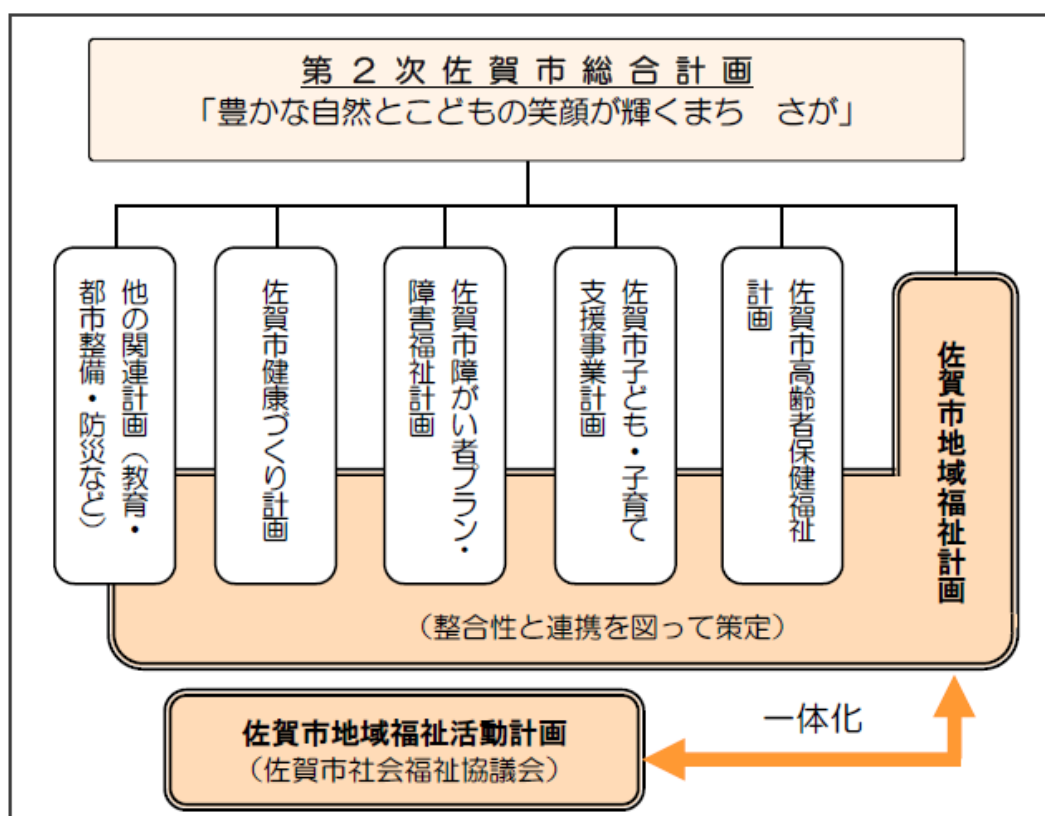 第２次佐賀市総合計画
「豊かな自然とこどもの笑顔が輝くまち　さが」
他の関連計画（教育・
都市整備・防災など）
佐賀市健康づくり計画
佐賀市障がい者プラン・
障害福祉計画
佐賀市子ども・子育て
支援事業計画
佐賀市高齢者保健福祉
計画
佐賀市地域福祉計画
（整合性と連携を図って策定）
佐賀市地域福祉活動計画
（佐賀市社会福祉協議会）
一体化